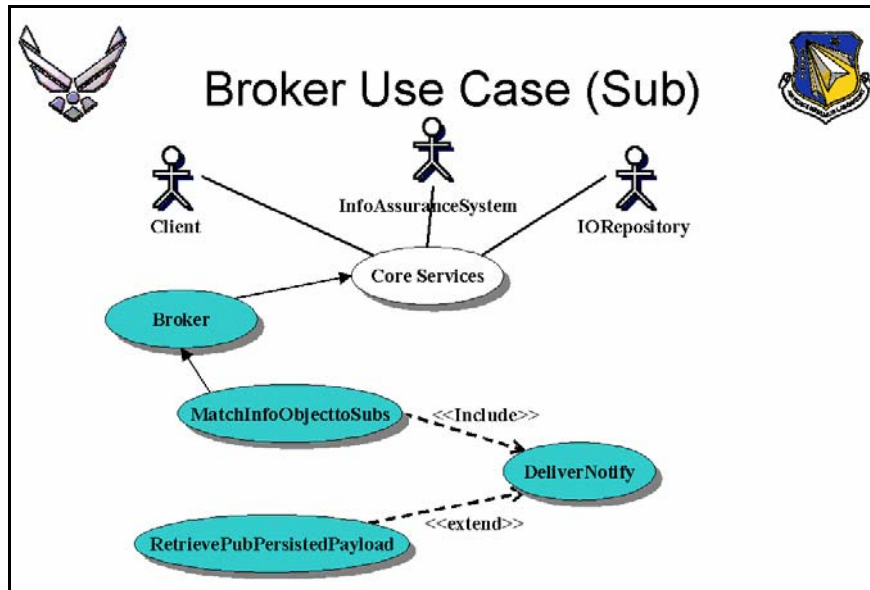 Broker Use Case (Sub)
Client
InfoAssuranceSystem
IORepository
Core Services
Broker
MatchInfoObjecttoSubs
<<Include>>
DeliverNotify
<<extend>>
RetrievePubPersistedPayload